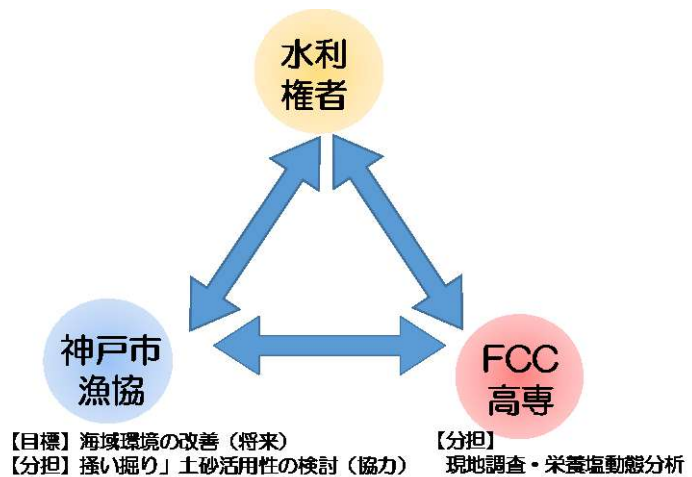 水利
権者
神戸市
漁協
FCC
高専
【目標】海域環境の改善（将来）
【分担】掻い掘り」土砂活用性の検討（協力）
【分担】
現地調査・栄養塩動態分析